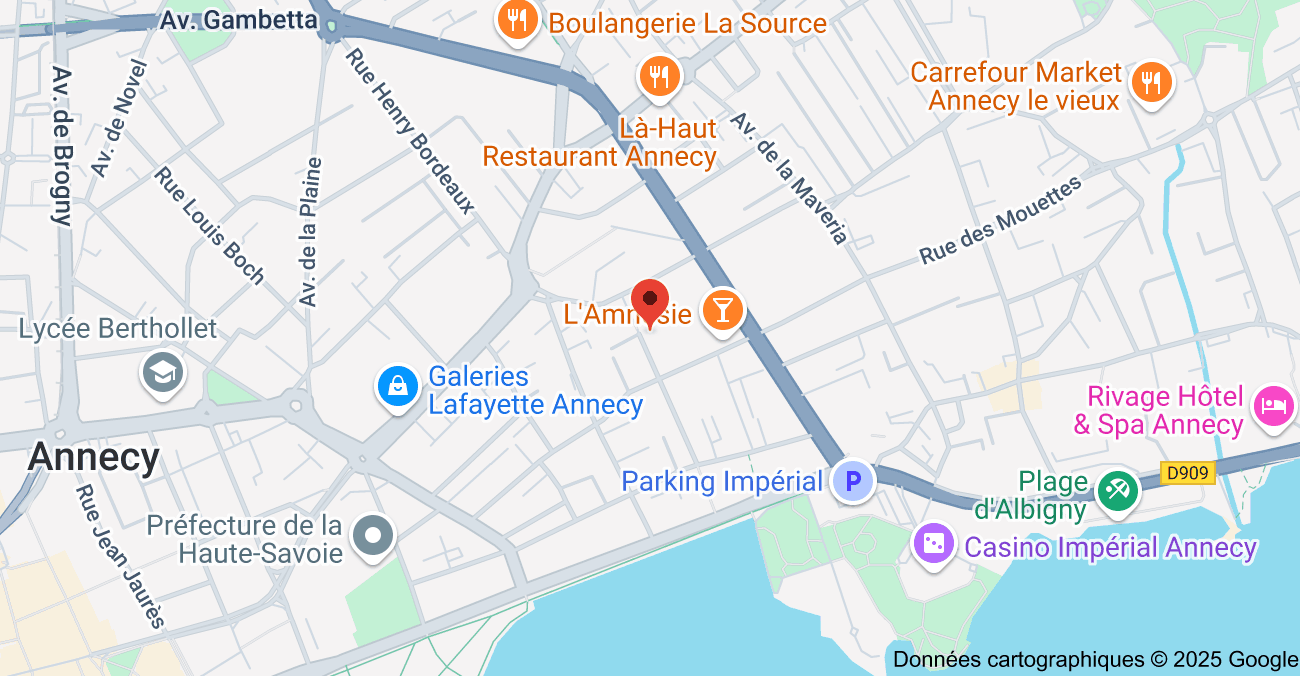 Av. Gambetta
Boulangerie La Source
Av. de Brogny
Av. de Novel
Rue Henry Bordeaux
Carrefour Market
Annecy le vieux
Là-Haut
Restaurant Annecy
Av. de la Maveria
Rue Louis Boch
Av. de la Plaine
Rue des Mouettes
L'Amnésie
Lycée Berthollet
Galeries
Lafayette Annecy
Rivage Hôtel
& Spa Annecy
Annecy
Parking Impérial
P
Plage
d'Albigny
D909
Rue Jean Jaurès
Préfecture de la
Haute-Savoie
Casino Impérial Annecy
Données cartographiques © 2025 Google